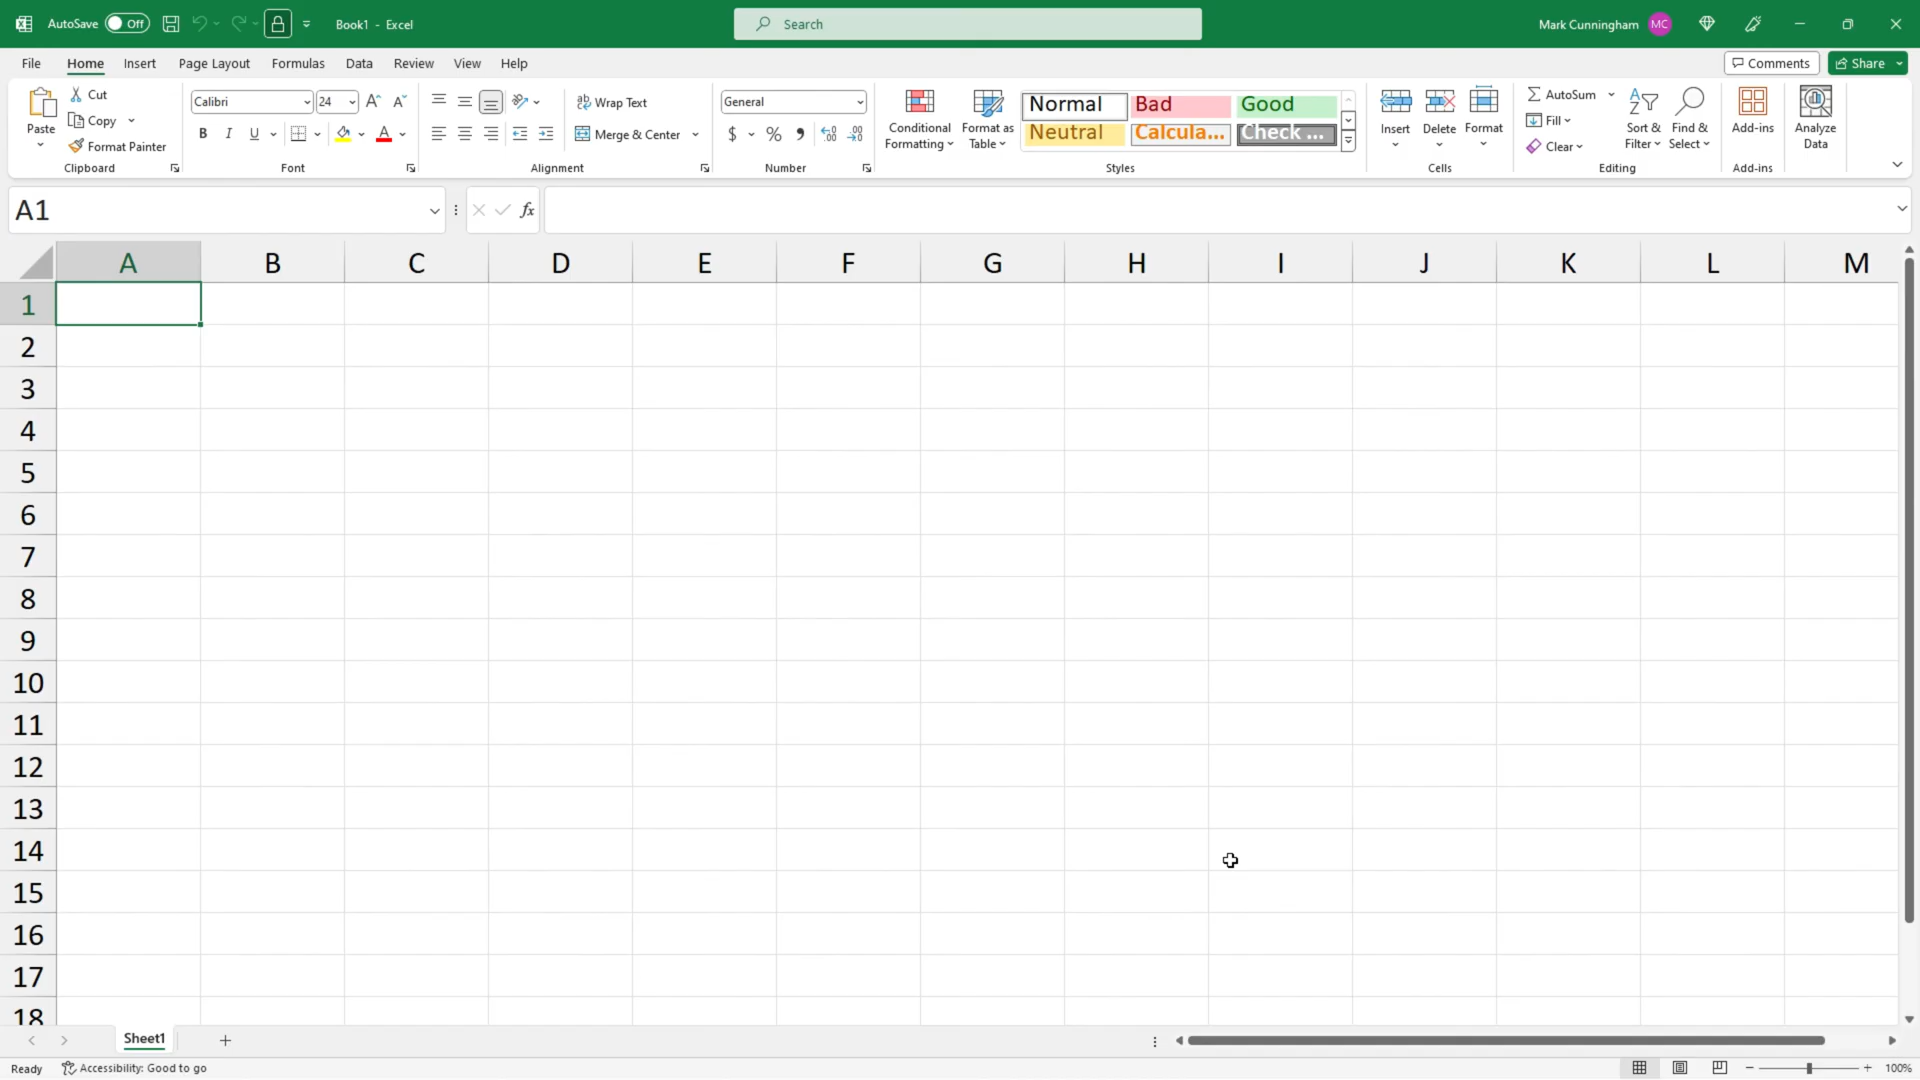 AutoSave Off Book1 - Excel Search Mark Cunningham MC
File Home Insert Page Layout Formulas Data Review View Help Comments Share
Paste Cut Copy Format Painter
Clipboard
Calibri 24
B I U A
Font
Wrap Text
Merge & Center
Alignment
General
$ % ,
Number
Conditional Formatting
Format as Table
Normal Bad Good
Neutral Calcula... Check ...
Styles
Insert Delete Format
Cells
AutoSum
Fill
Clear
Sort & Filter
Find & Select
Editing
Add-ins
Add-ins
Analyze Data
A1 fx
A B C D E F G H I J K L M
1
2
3
4
5
6
7
8
9
10
11
12
13
14
15
16
17
18
Sheet1
Ready Accessibility: Good to go 100%